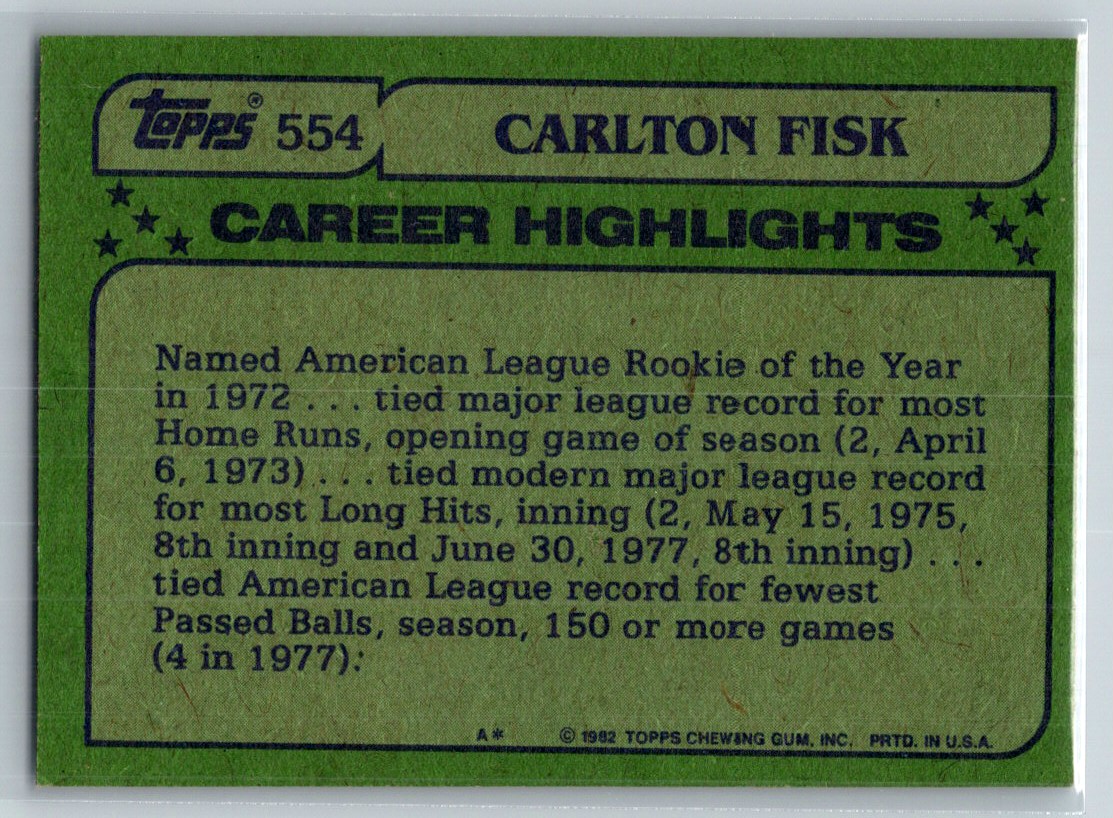 Topps® 554 CARLTON FISK
CAREER HIGHLIGHTS
Named American League Rookie of the Year
in 1972 . . . tied major league record for most
Home Runs, opening game of season (2, April
6, 1973) . . . tied modern major league record
for most Long Hits, inning (2, May 15, 1975,
8th inning and June 30, 1977, 8th inning) . . .
tied American League record for fewest
Passed Balls, season, 150 or more games
(4 in 1977).
A* © 1982 TOPPS CHEWING GUM, INC. PRTD. IN U.S.A.